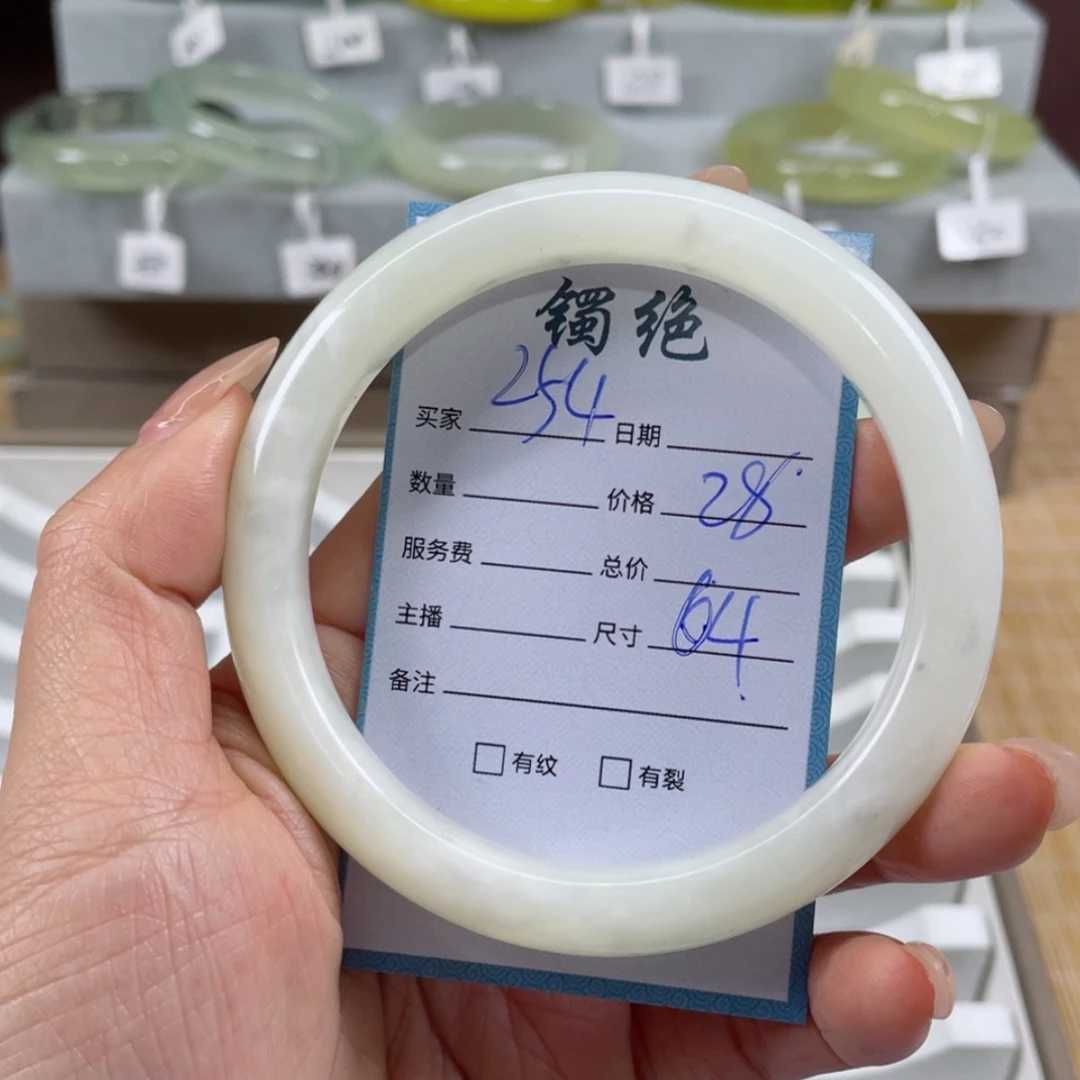 镯绝
买家 254 日期
数量 价格 28
服务费 总价
主播 尺寸 64
备注
□有纹 □有裂